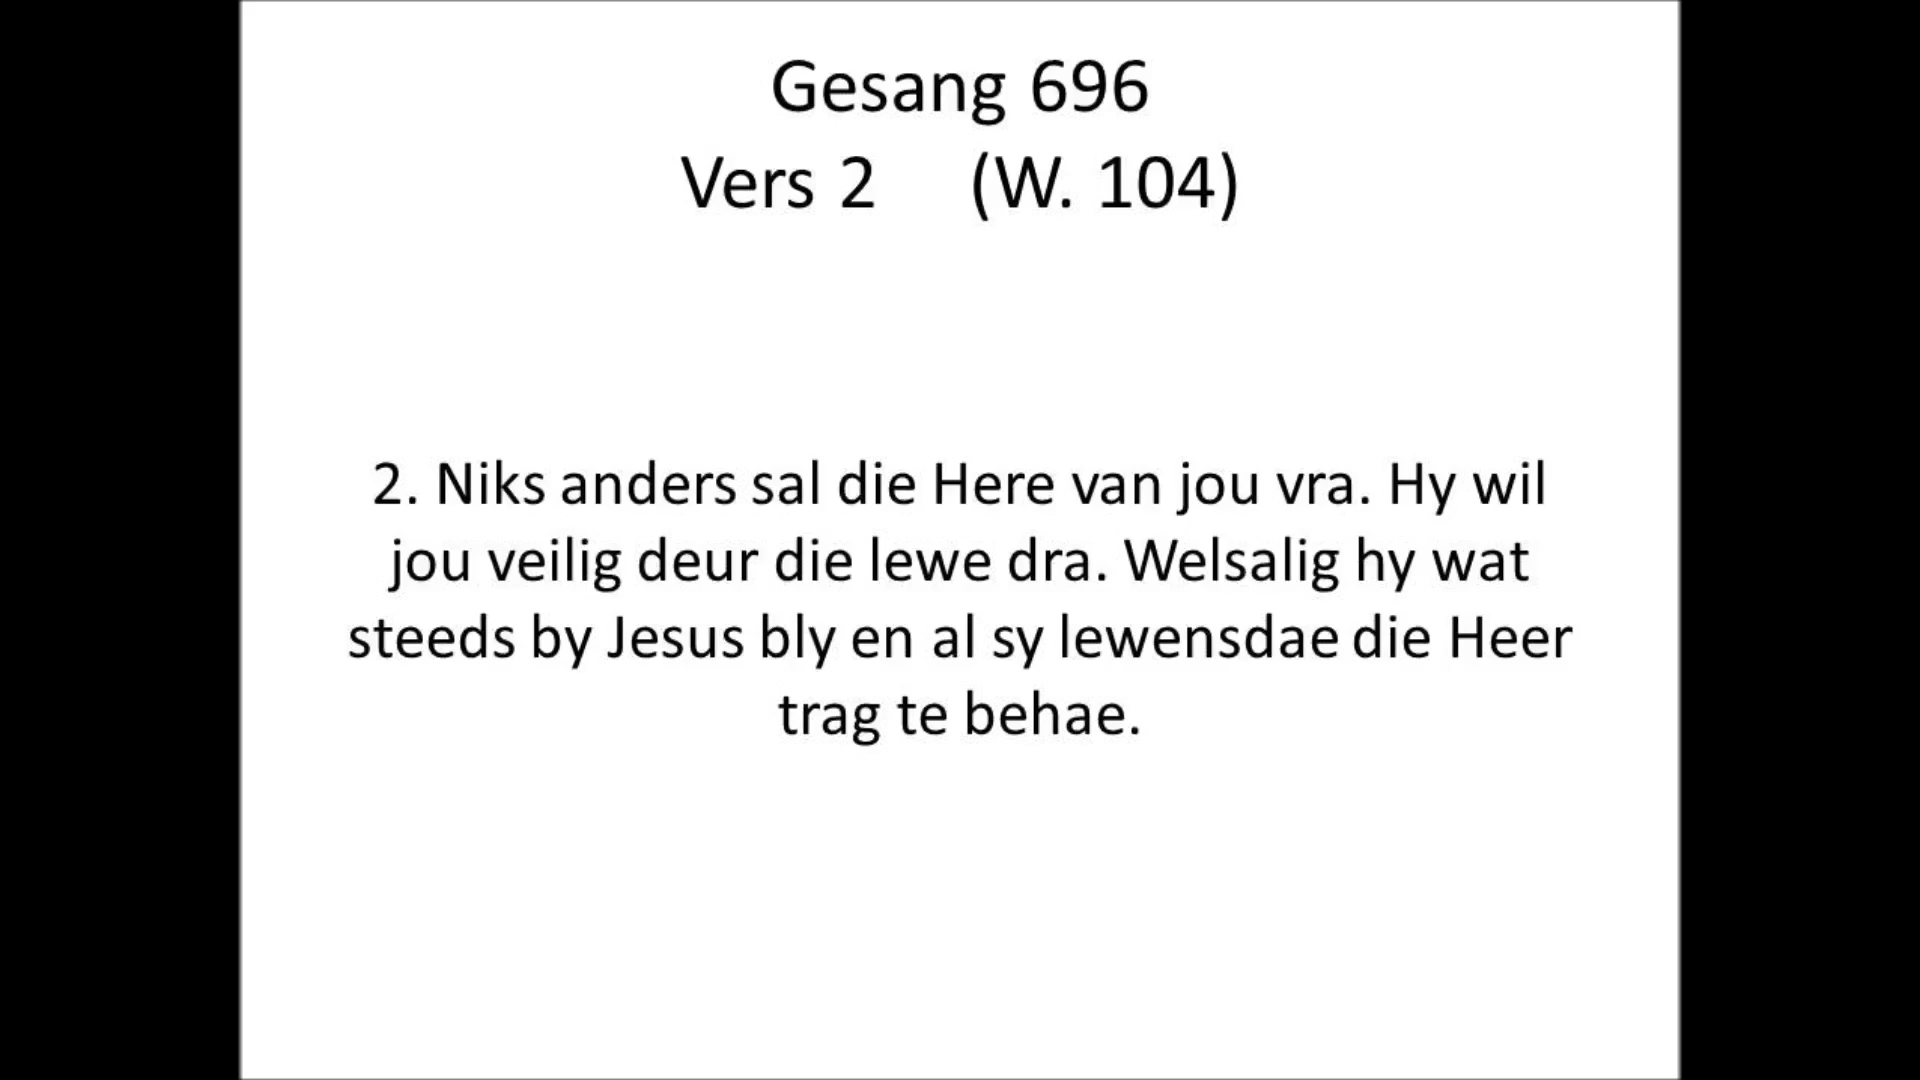 Gesang 696
Vers 2 (W. 104)
2. Niks anders sal die Here van jou vra. Hy wil
jou veilig deur die lewe dra. Welsalig hy wat
steeds by Jesus bly en al sy lewensdae die Heer
trag te behae.